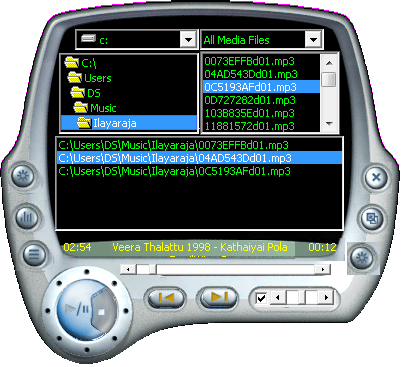 c: All Media Files
C:\
Users
DS
Music
Ilayaraja
0073EFFBd01.mp3
04AD543Dd01.mp3
0C5193AFd01.mp3
0D727282d01.mp3
103B835Ed01.mp3
11881572d01.mp3
C:\Users\DS\Music\Ilayaraja\0073EFFBd01.mp3
C:\Users\DS\Music\Ilayaraja\04AD543Dd01.mp3
C:\Users\DS\Music\Ilayaraja\0C5193AFd01.mp3
02:54 Veera Thalattu 1998 - Kathaiyai Pola 00:12